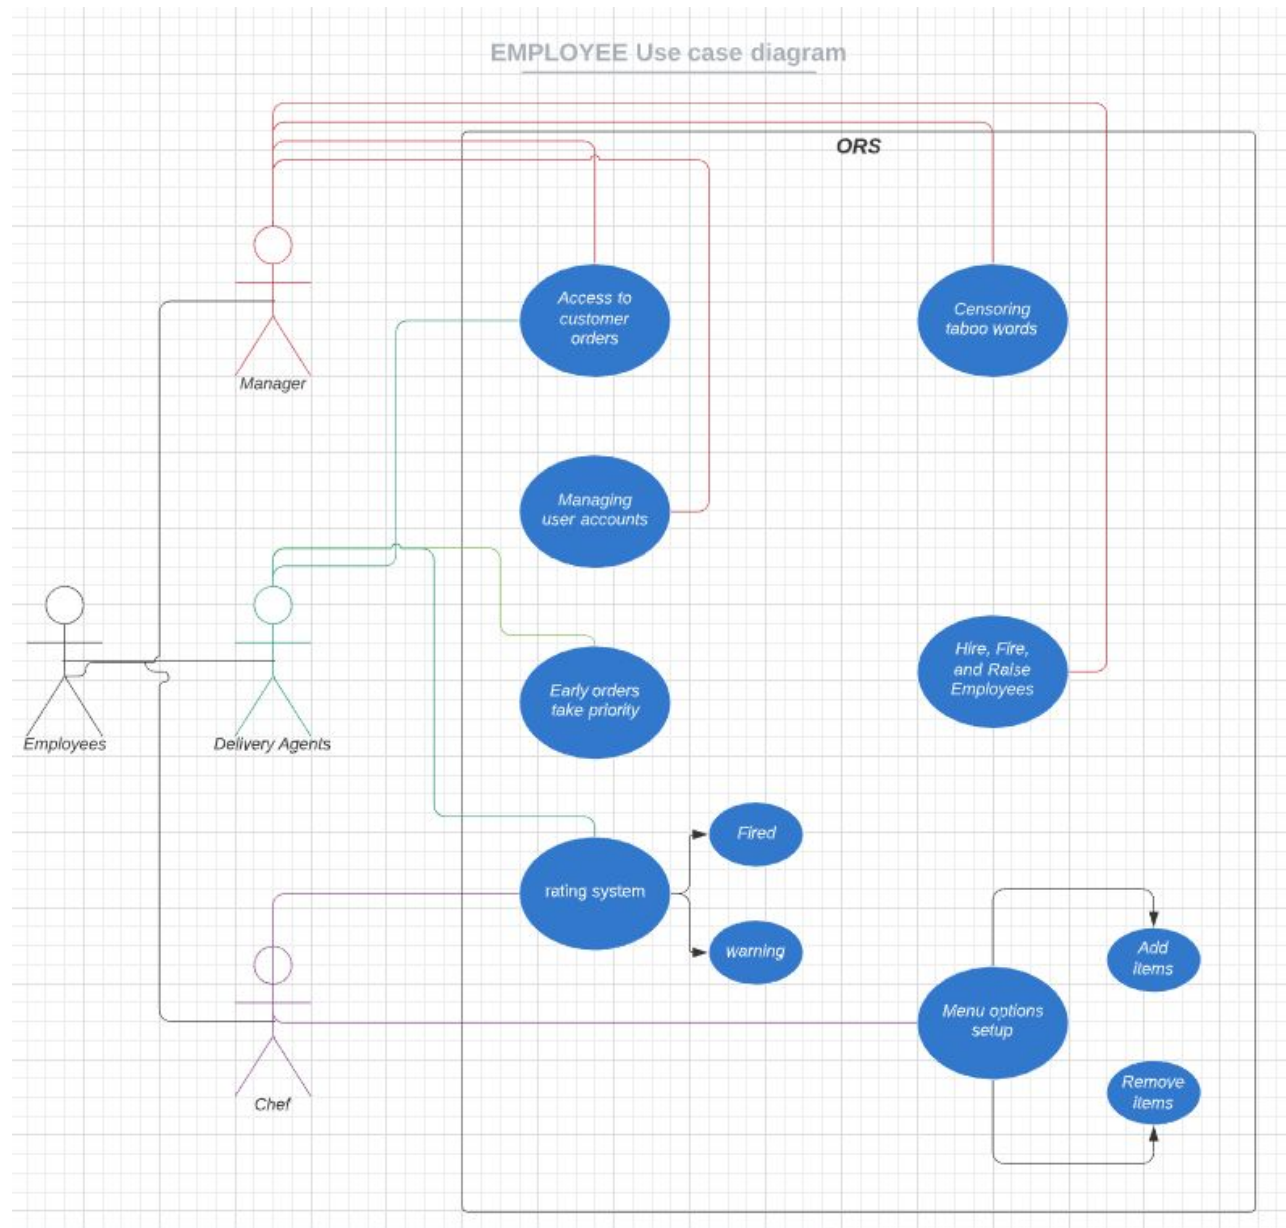 EMPLOYEE Use case diagram
ORS
Manager
Access to
customer
orders
Censoring
taboo words
Managing
user accounts
Employees
Delivery Agents
Early orders
take priority
Hire, Fire,
and Raise
Employees
rating system
Fired
warning
Chef
Menu options
setup
Add
items
Remove
items